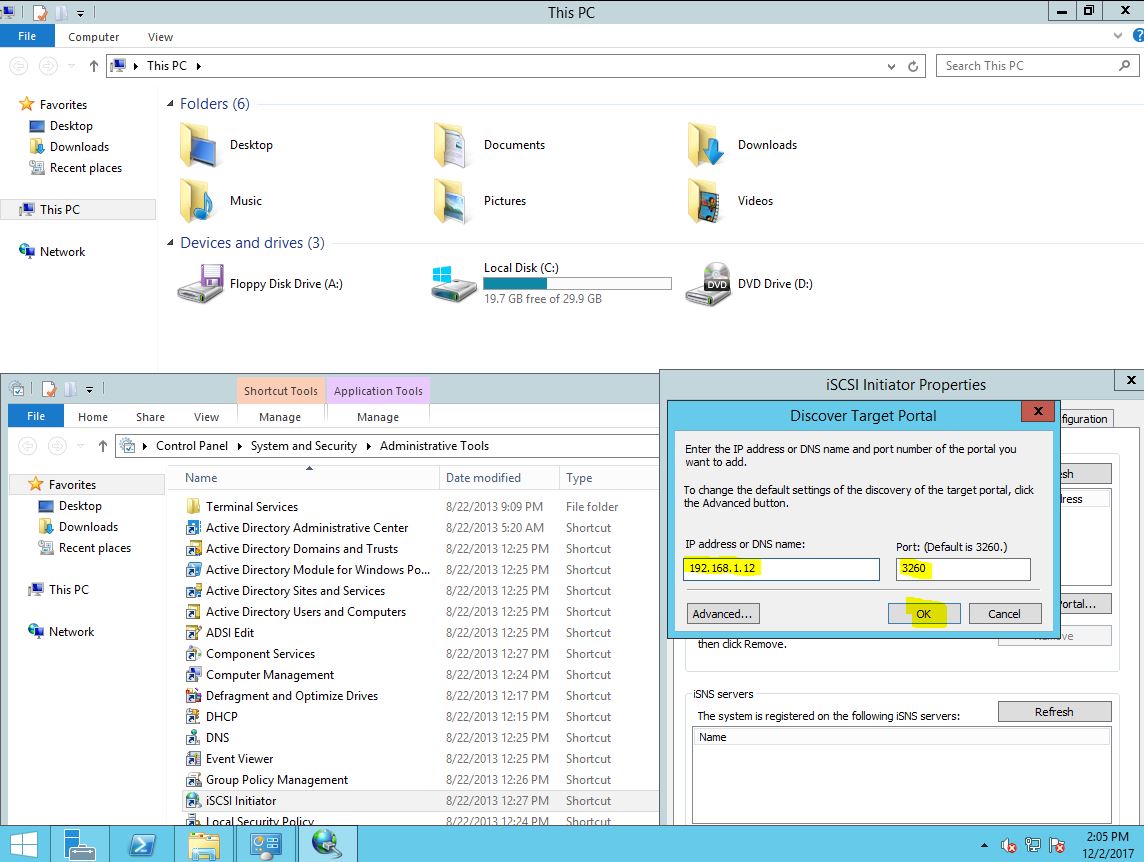 This PC
File Computer View
This PC
Search This PC
Favorites
Desktop
Downloads
Recent places
This PC
Network
Folders (6)
Desktop
Documents
Downloads
Music
Pictures
Videos
Devices and drives (3)
Floppy Disk Drive (A:)
Local Disk (C:)
19.7 GB free of 29.9 GB
DVD
DVD Drive (D:)
Shortcut Tools Application Tools
File Home Share View Manage Manage
Control Panel System and Security Administrative Tools
Favorites
Desktop
Downloads
Recent places
This PC
Network
Name Date modified Type
Terminal Services 8/22/2013 9:09 PM File folder
Active Directory Administrative Center 8/22/2013 5:20 AM Shortcut
Active Directory Domains and Trusts 8/22/2013 12:25 PM Shortcut
Active Directory Module for Windows Po... 8/22/2013 12:25 PM Shortcut
Active Directory Sites and Services 8/22/2013 12:25 PM Shortcut
Active Directory Users and Computers 8/22/2013 12:25 PM Shortcut
ADSI Edit 8/22/2013 12:25 PM Shortcut
Component Services 8/22/2013 12:25 PM Shortcut
Computer Management 8/22/2013 12:24 PM Shortcut
Defragment and Optimize Drives 8/22/2013 12:17 PM Shortcut
DHCP 8/22/2013 12:15 PM Shortcut
DNS 8/22/2013 12:25 PM Shortcut
Event Viewer 8/22/2013 12:25 PM Shortcut
Group Policy Management 8/22/2013 12:26 PM Shortcut
iSCSI Initiator 8/22/2013 12:27 PM Shortcut
Local Security Policy 8/22/2013 12:24 PM Shortcut
iSCSI Initiator Properties
figuration
Discover Target Portal
Enter the IP address or DNS name and port number of the portal you
want to add.
To change the default settings of the discovery of the target portal, click
the Advanced button.
IP address or DNS name:
Port: (Default is 3260.)
192.168.1.12
3260
Advanced... OK Cancel
esh
ress
ortal...
ove
then click Remove.
iSNS servers
The system is registered on the following iSNS servers:
Refresh
Name
2:05 PM
12/2/2017